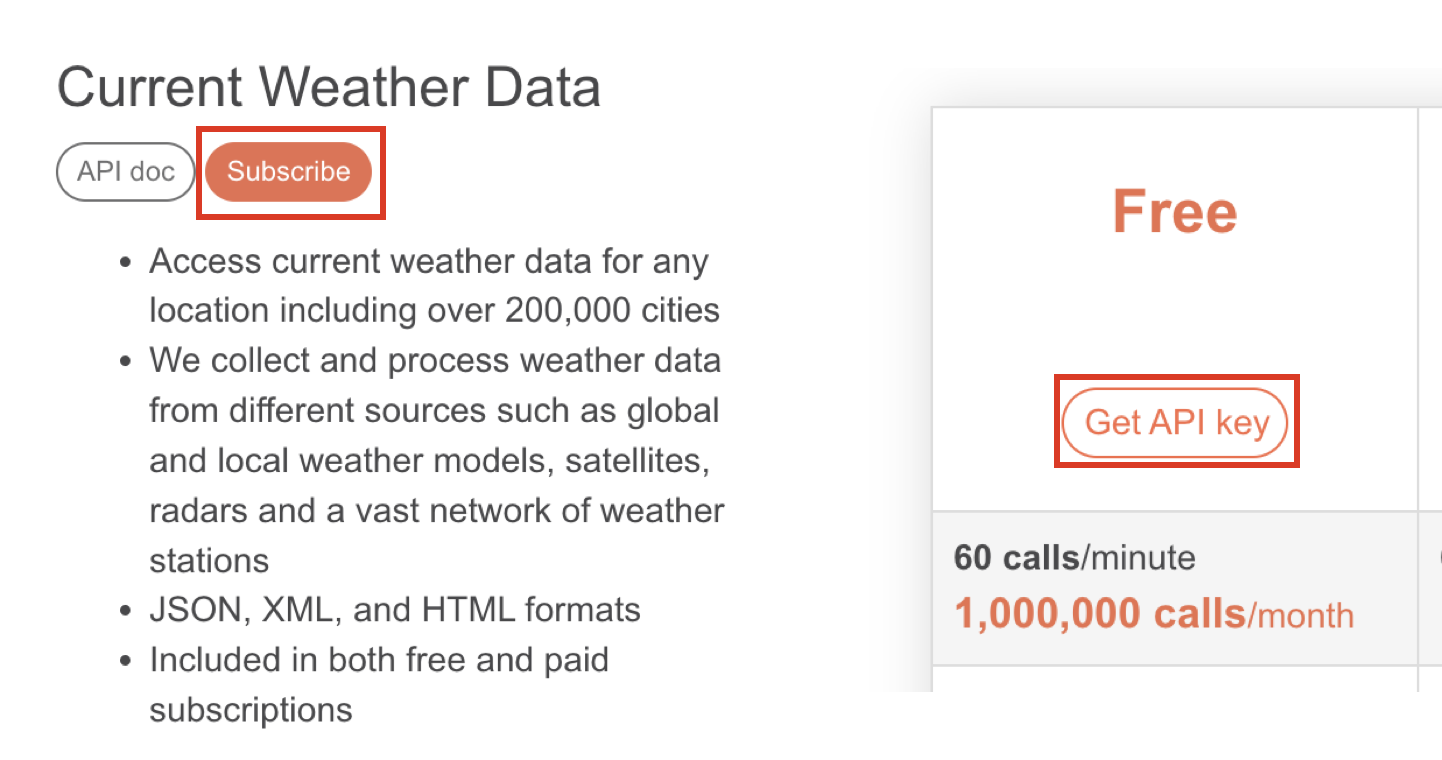 Current Weather Data
API doc
Subscribe
• Access current weather data for any
location including over 200,000 cities
• We collect and process weather data
from different sources such as global
and local weather models, satellites,
radars and a vast network of weather
stations
• JSON, XML, and HTML formats
• Included in both free and paid
subscriptions
Free
Get API key
60 calls/minute
1,000,000 calls/month